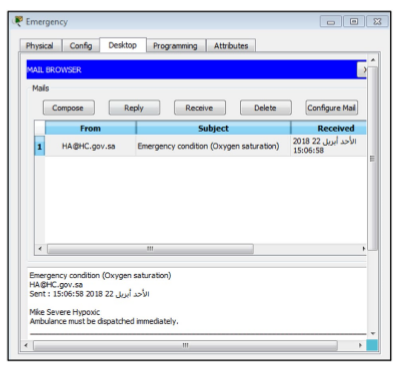 Emergency
Physical Config Desktop Programming Attributes
MAIL BROWSER
Mails
Compose Reply Receive Delete Configure Mail
From Subject Received
1 HA@HC.gov.sa Emergency condition (Oxygen saturation) الأحد أبريل 22 2018
15:06:58
Emergency condition (Oxygen saturation)
HA@HC.gov.sa
Sent : 15:06:58 2018 22 الأحد أبريل
Mike Severe Hypoxic
Ambulance must be dispatched immediately.